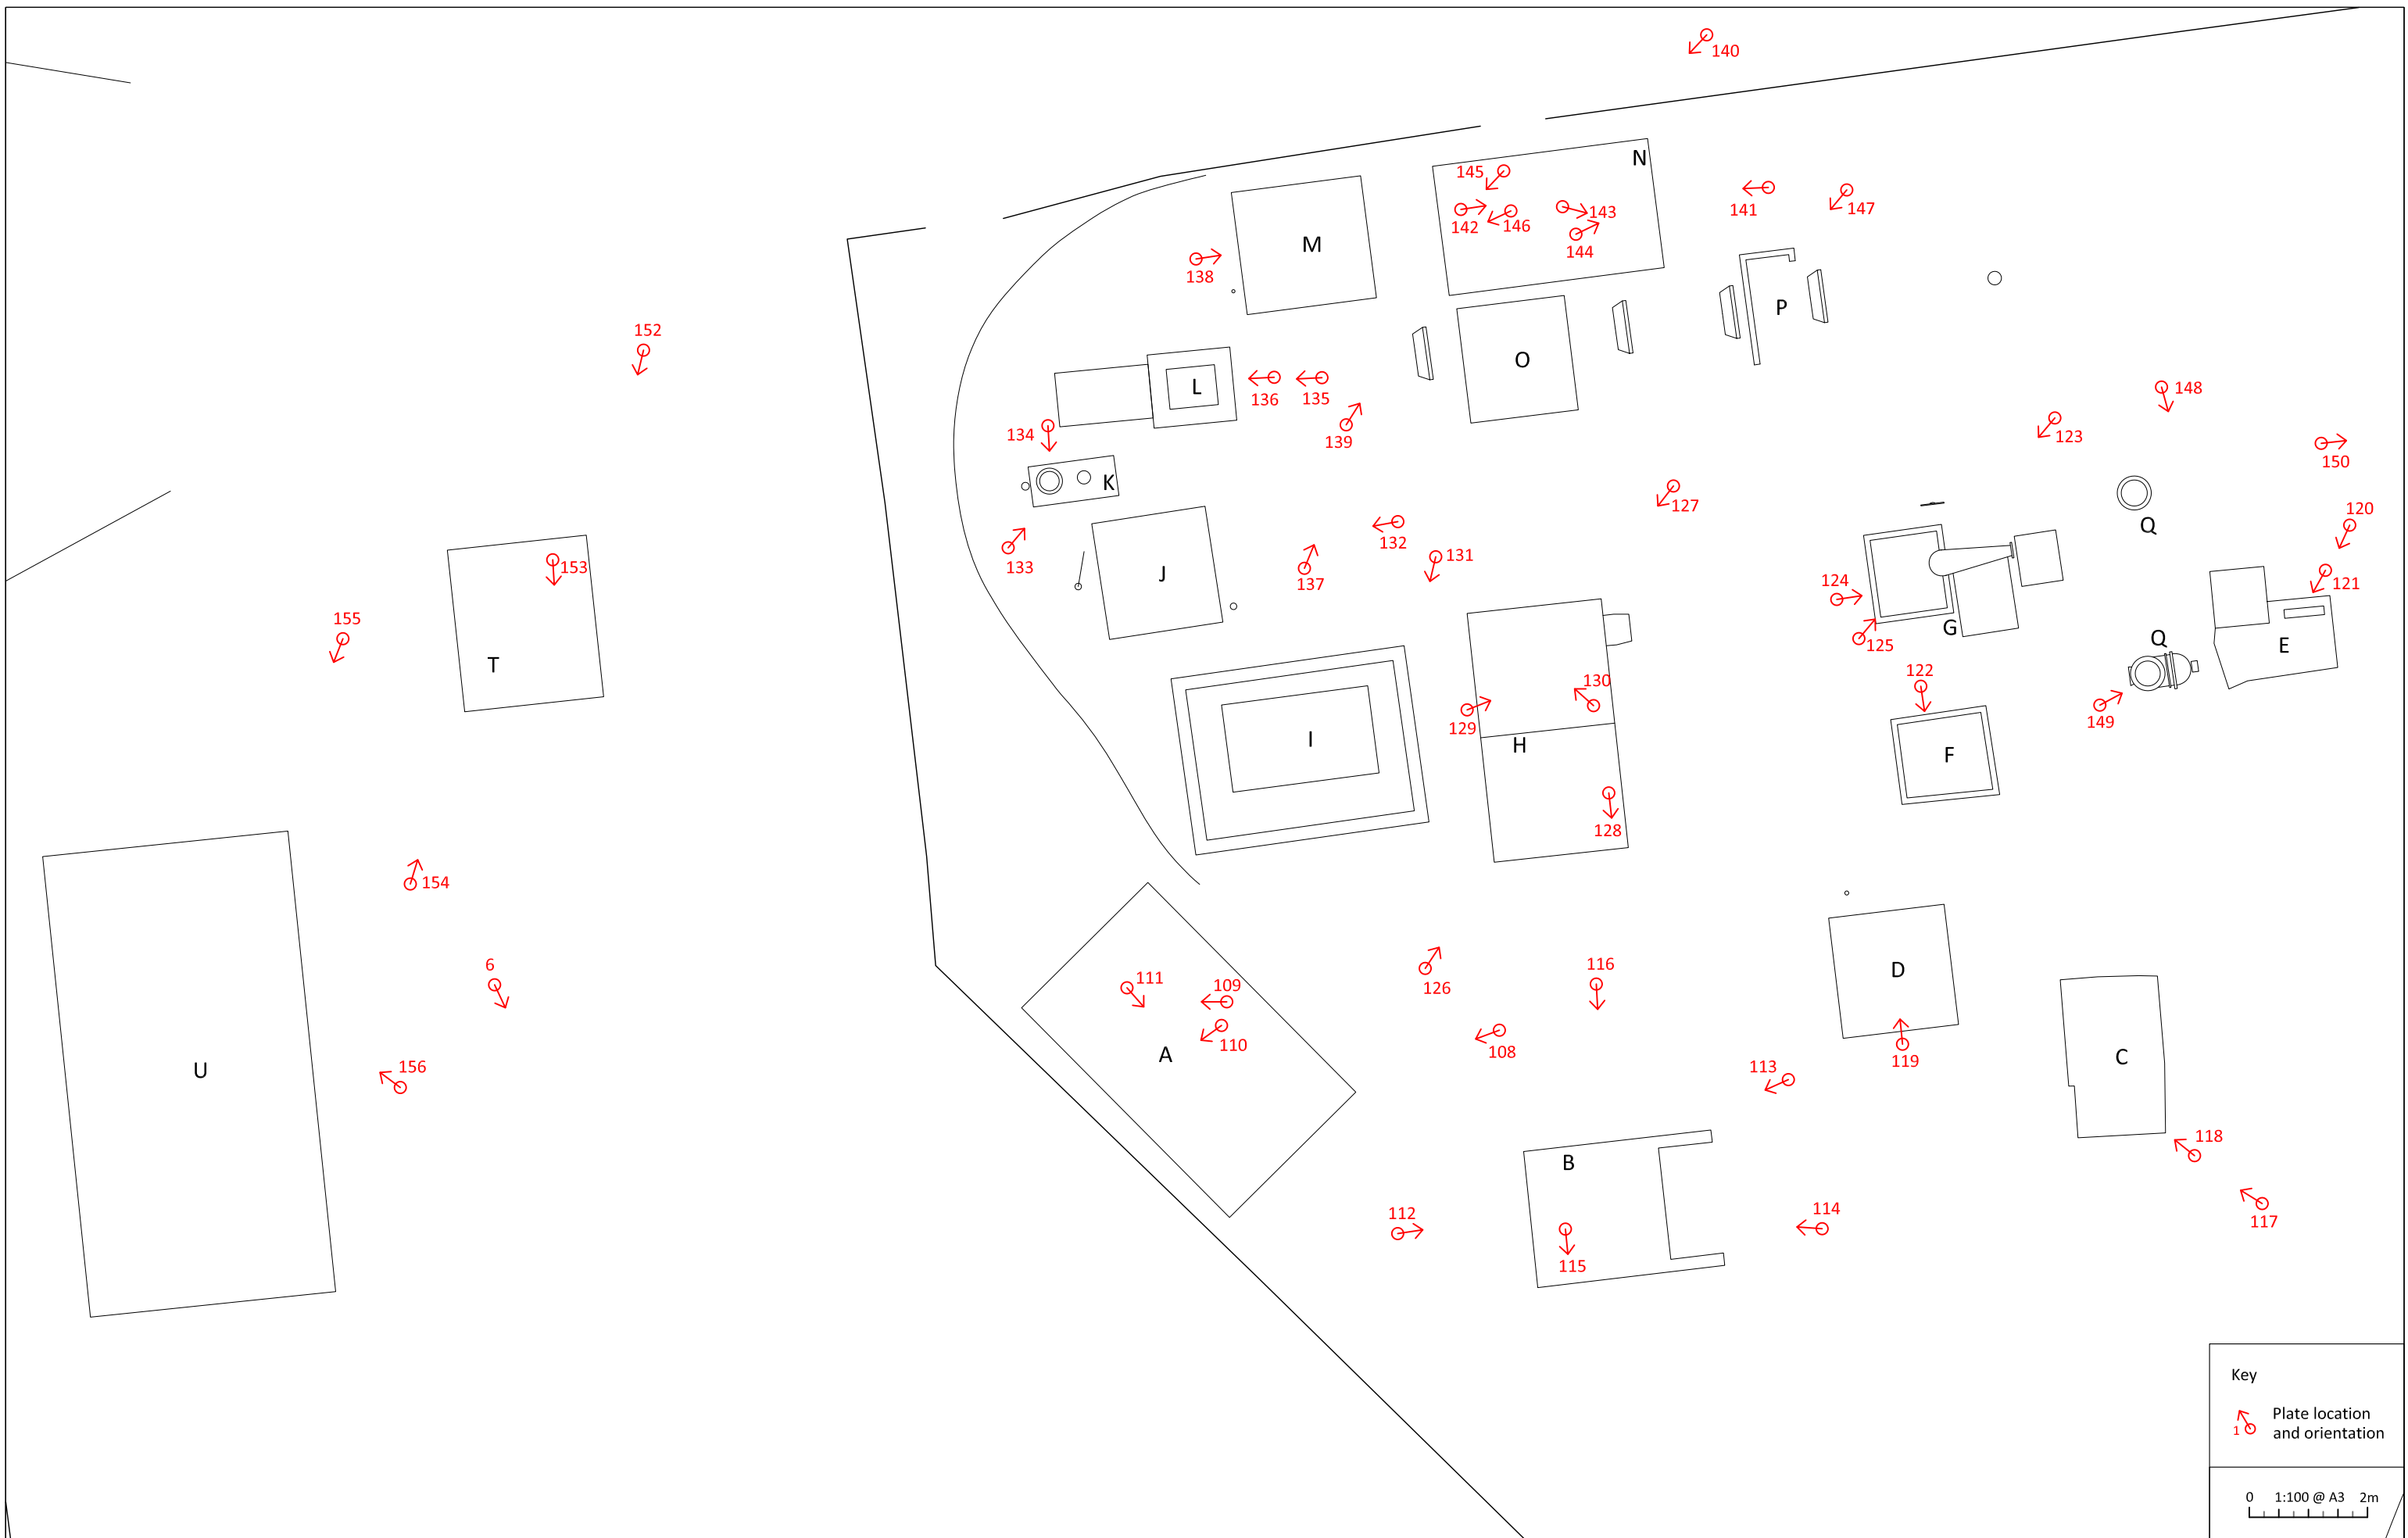 140
N
145
142
146
143
144
141
147
M
138
P
152
O
L
136
135
139
148
134
123
150
K
127
Q
120
132
131
133
J
137
153
124
121
155
G
125
Q
E
T
122
130
149
129
I
H
F
128
154
6
111
109
126
116
D
110
A
108
119
C
156
U
113
118
B
112
114
117
115
Key
1
Plate location
and orientation
0 1:100 @ A3 2m